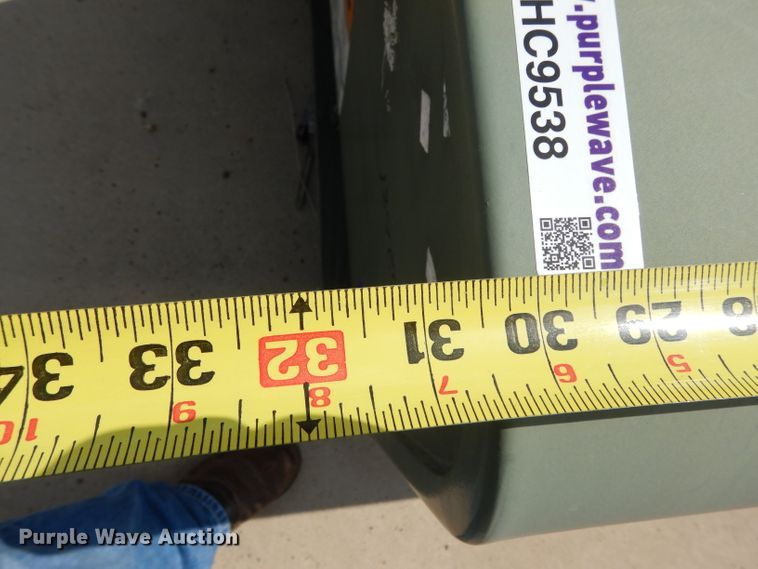 .purplewave.com
HC9538
34 33 32 31 30 29
10 9 8 7 6 5
Purple Wave Auction